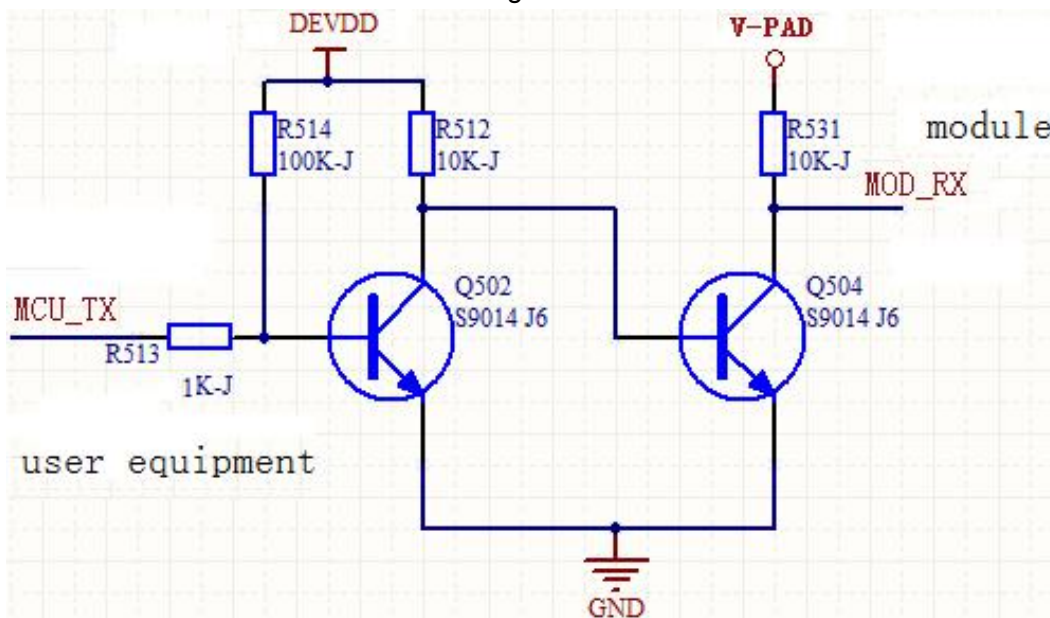 DEVDD
V-PAD
R514
100K-J
R512
10K-J
R531
10K-J
module
MOD_RX
MCU_TX
R513
1K-J
Q502
S9014 J6
Q504
S9014 J6
user equipment
GND